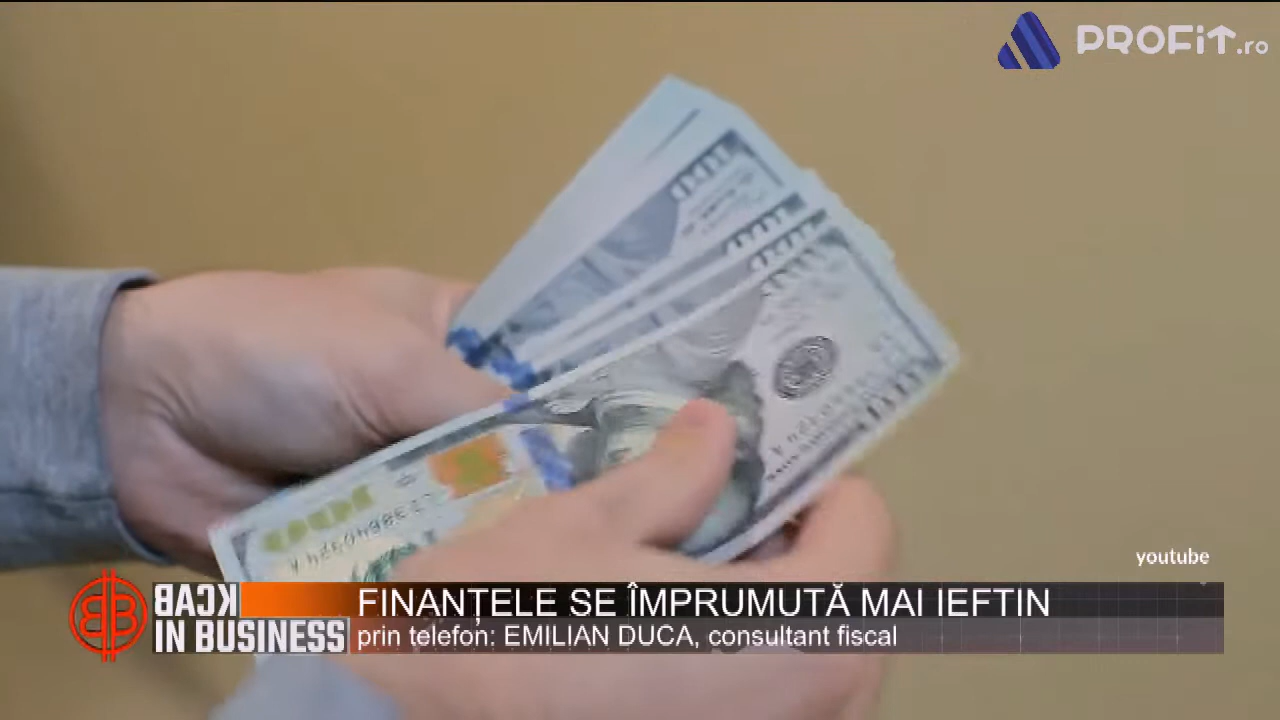 PROFIT.ro
youtube
BACK
IN BUSINESS
FINANȚELE SE ÎMPRUMUTĂ MAI IEFTIN
prin telefon: EMILIAN DUCA, consultant fiscal